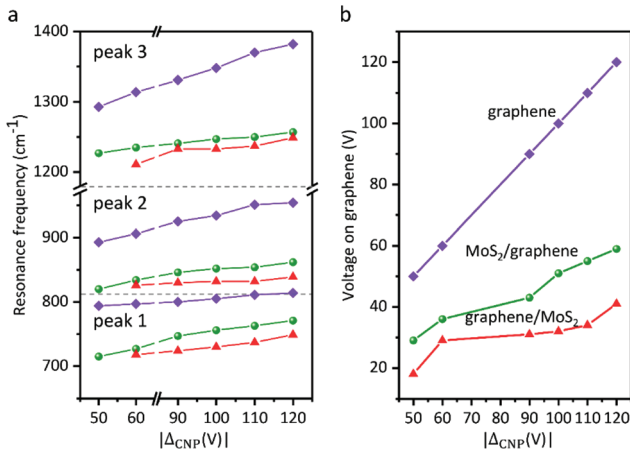 a
1400
peak 3
1300
1200
peak 2
900
800
peak 1
700
Resonance frequency (cm⁻¹)
50 60 90 100 110 120
|Δ_CNP(V)|
b
120
100
80
60
40
20
Voltage on graphene (V)
graphene
MoS₂/graphene
graphene/MoS₂
50 60 70 80 90 100 110 120
|Δ_CNP(V)|